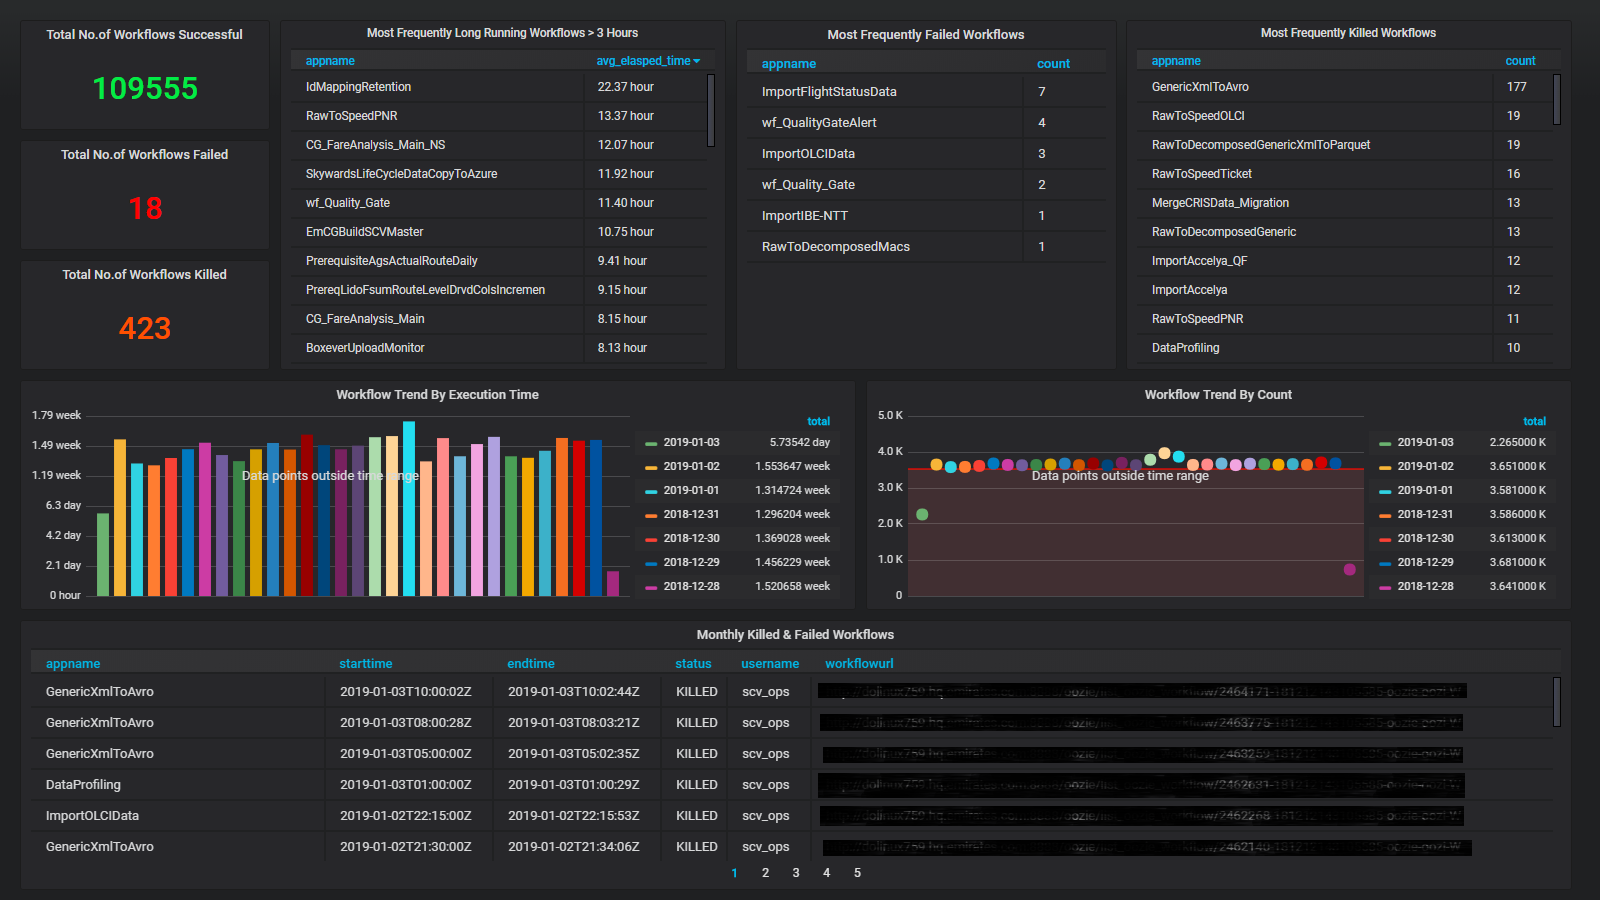 Total No.of Workflows Successful
109555
Total No.of Workflows Failed
18
Total No.of Workflows Killed
423
Most Frequently Long Running Workflows > 3 Hours
appname avg_elasped_time
IdMappingRetention 22.37 hour
RawToSpeedPNR 13.37 hour
CG_FareAnalysis_Main_NS 12.07 hour
SkywardsLifeCycleDataCopyToAzure 11.92 hour
wf_Quality_Gate 11.40 hour
EmCGBuildSCVMaster 10.75 hour
PrerequisiteAgsActualRouteDaily 9.41 hour
PrereqLidoFsumRouteLevelDrvdColsIncremen 9.15 hour
CG_FareAnalysis_Main 8.15 hour
BoxeverUploadMonitor 8.13 hour
Most Frequently Failed Workflows
appname count
ImportFlightStatusData 7
wf_QualityGateAlert 4
ImportOLCIData 3
wf_Quality_Gate 2
ImportIBE-NTT 1
RawToDecomposedMacs 1
Most Frequently Killed Workflows
appname count
GenericXmlToAvro 177
RawToSpeedOLCI 19
RawToDecomposedGenericXmlToParquet 19
RawToSpeedTicket 16
MergeCRISData_Migration 13
RawToDecomposedGeneric 13
ImportAccelya_QF 12
ImportAccelya 12
RawToSpeedPNR 11
DataProfiling 10
Workflow Trend By Execution Time
1.79 week
1.49 week
1.19 week
6.3 day
4.2 day
2.1 day
0 hour
Data points outside time range
total
2019-01-03 5.73542 day
2019-01-02 1.553647 week
2019-01-01 1.314724 week
2018-12-31 1.296204 week
2018-12-30 1.369028 week
2018-12-29 1.456229 week
2018-12-28 1.520658 week
Workflow Trend By Count
5.0 K
4.0 K
3.0 K
2.0 K
1.0 K
0
Data points outside time range
total
2019-01-03 2.265000 K
2019-01-02 3.651000 K
2019-01-01 3.581000 K
2018-12-31 3.586000 K
2018-12-30 3.613000 K
2018-12-29 3.681000 K
2018-12-28 3.641000 K
Monthly Killed & Failed Workflows
appname starttime endtime status username workflowurl
GenericXmlToAvro 2019-01-03T10:00:02Z 2019-01-03T10:02:44Z KILLED scv_ops
GenericXmlToAvro 2019-01-03T08:00:28Z 2019-01-03T08:03:21Z KILLED scv_ops
GenericXmlToAvro 2019-01-03T05:00:00Z 2019-01-03T05:02:35Z KILLED scv_ops
DataProfiling 2019-01-03T01:00:00Z 2019-01-03T01:00:29Z KILLED scv_ops
ImportOLCIData 2019-01-02T22:15:00Z 2019-01-02T22:15:53Z KILLED scv_ops
GenericXmlToAvro 2019-01-02T21:30:00Z 2019-01-02T21:34:06Z KILLED scv_ops
1 2 3 4 5